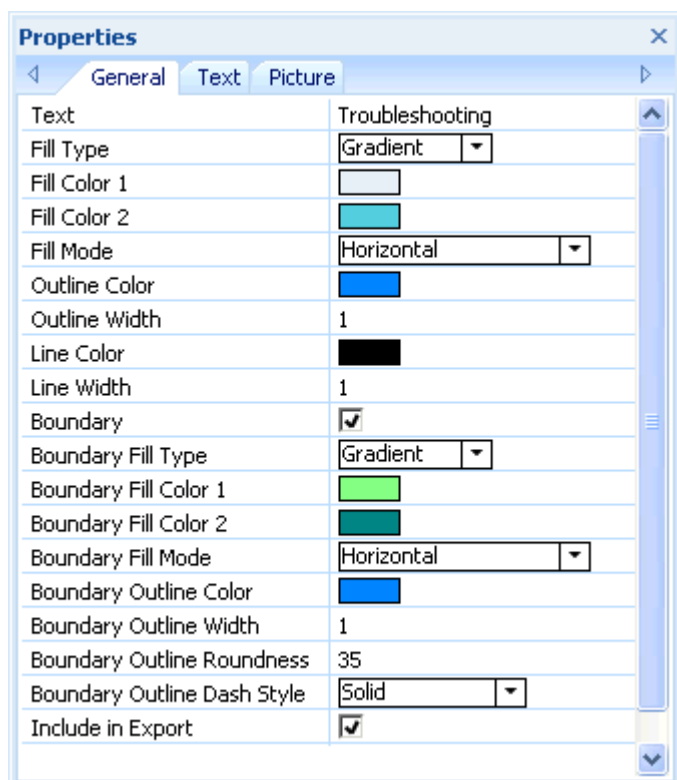 Properties
General Text Picture
Text Troubleshooting
Fill Type Gradient
Fill Color 1
Fill Color 2
Fill Mode Horizontal
Outline Color
Outline Width 1
Line Color
Line Width 1
Boundary
Boundary Fill Type Gradient
Boundary Fill Color 1
Boundary Fill Color 2
Boundary Fill Mode Horizontal
Boundary Outline Color
Boundary Outline Width 1
Boundary Outline Roundness 35
Boundary Outline Dash Style Solid
Include in Export